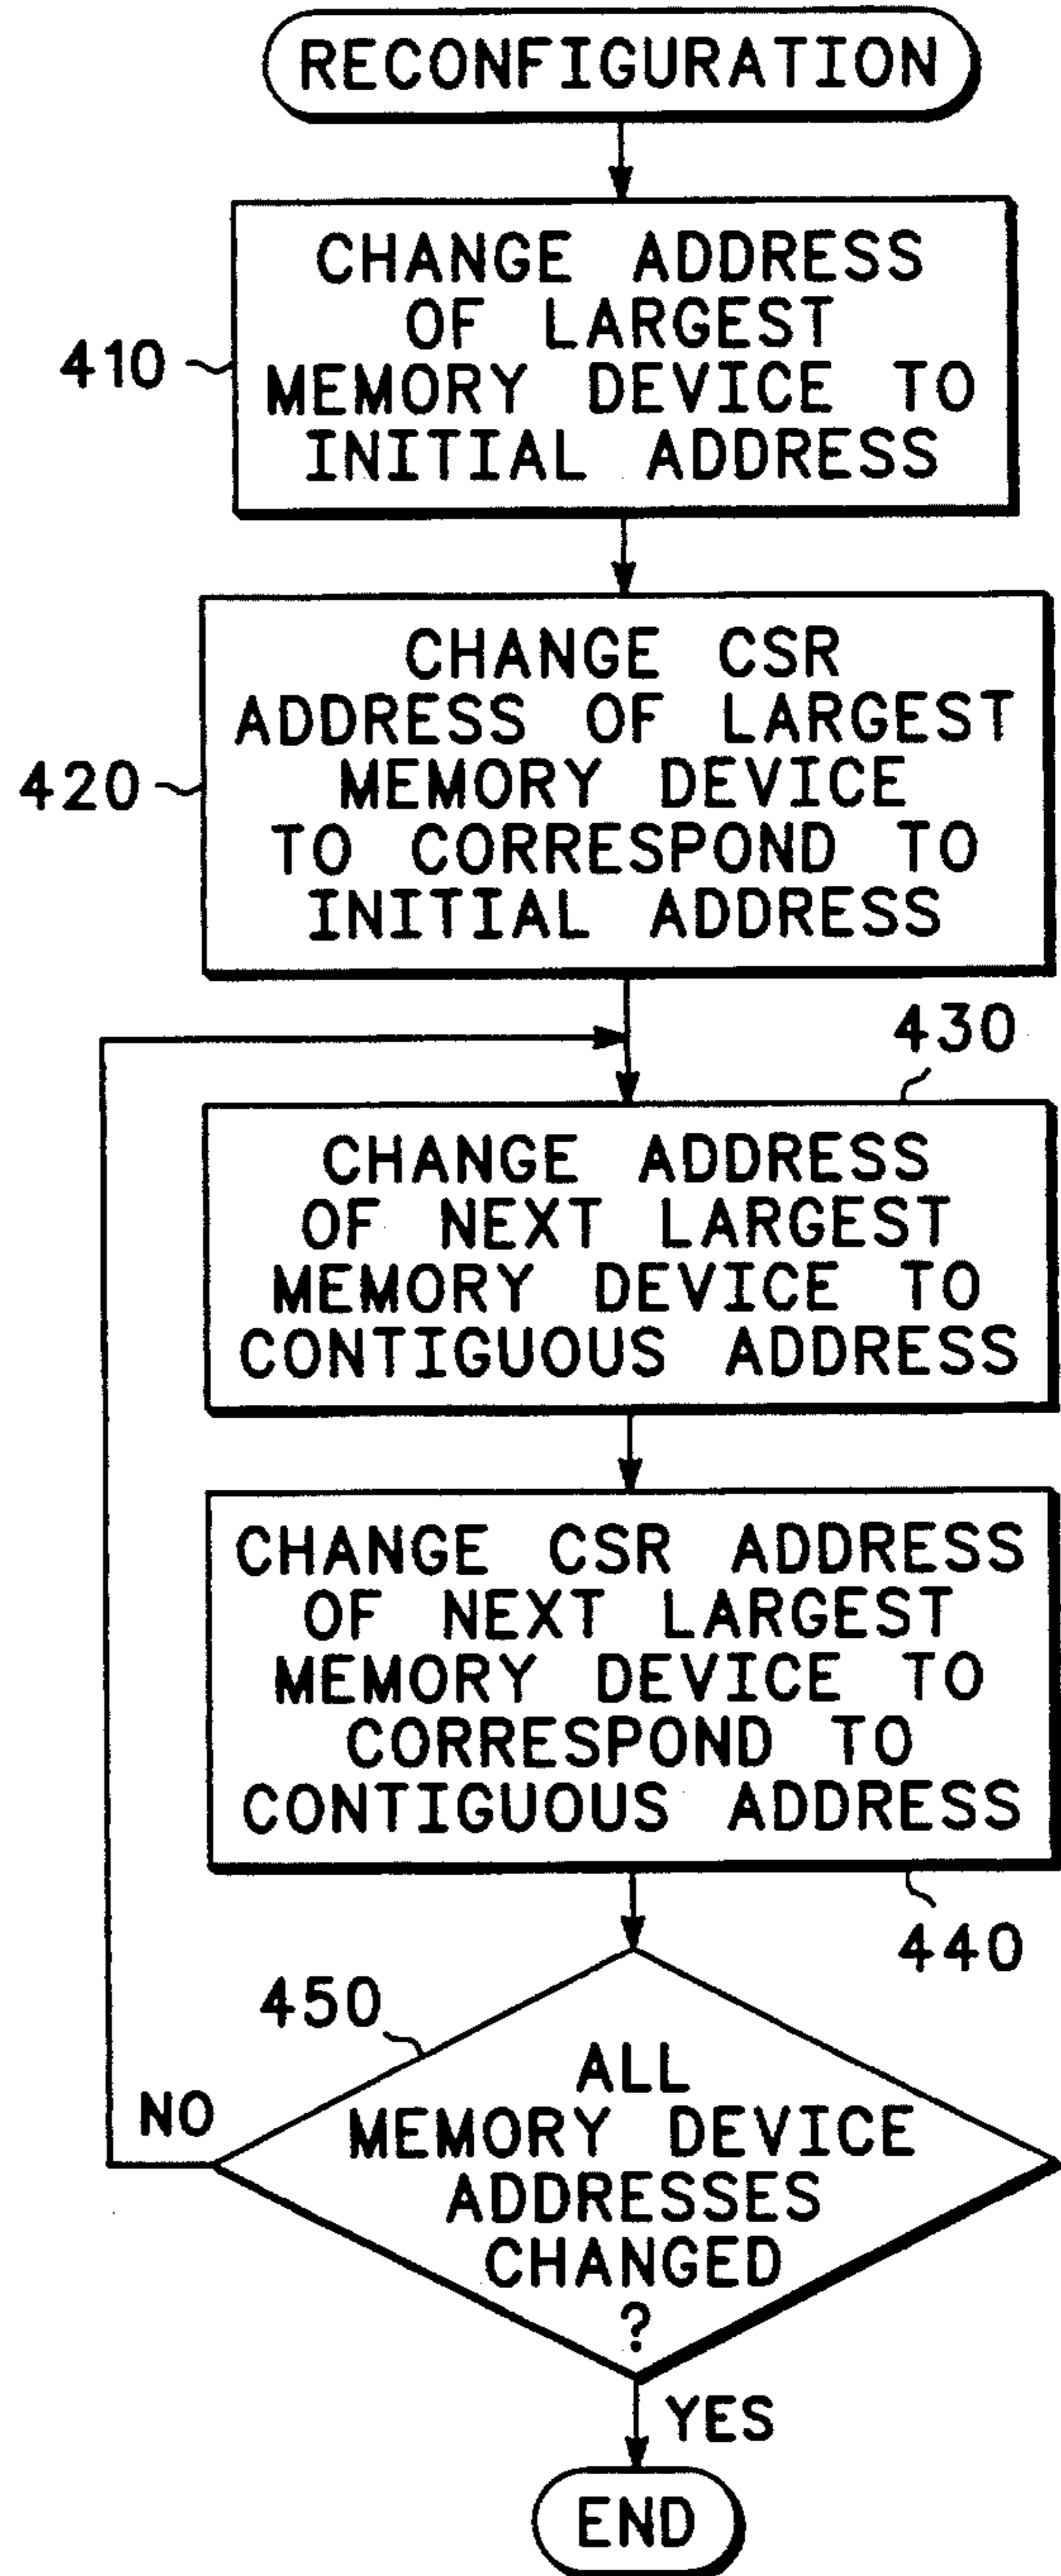 RECONFIGURATION
CHANGE ADDRESS
OF LARGEST
MEMORY DEVICE TO
INITIAL ADDRESS
410
CHANGE CSR
ADDRESS OF LARGEST
MEMORY DEVICE
TO CORRESPOND TO
INITIAL ADDRESS
420
430
CHANGE ADDRESS
OF NEXT LARGEST
MEMORY DEVICE TO
CONTIGUOUS ADDRESS
CHANGE CSR ADDRESS
OF NEXT LARGEST
MEMORY DEVICE TO
CORRESPOND TO
CONTIGUOUS ADDRESS
440
450
ALL
MEMORY DEVICE
ADDRESSES
CHANGED
?
NO
YES
END